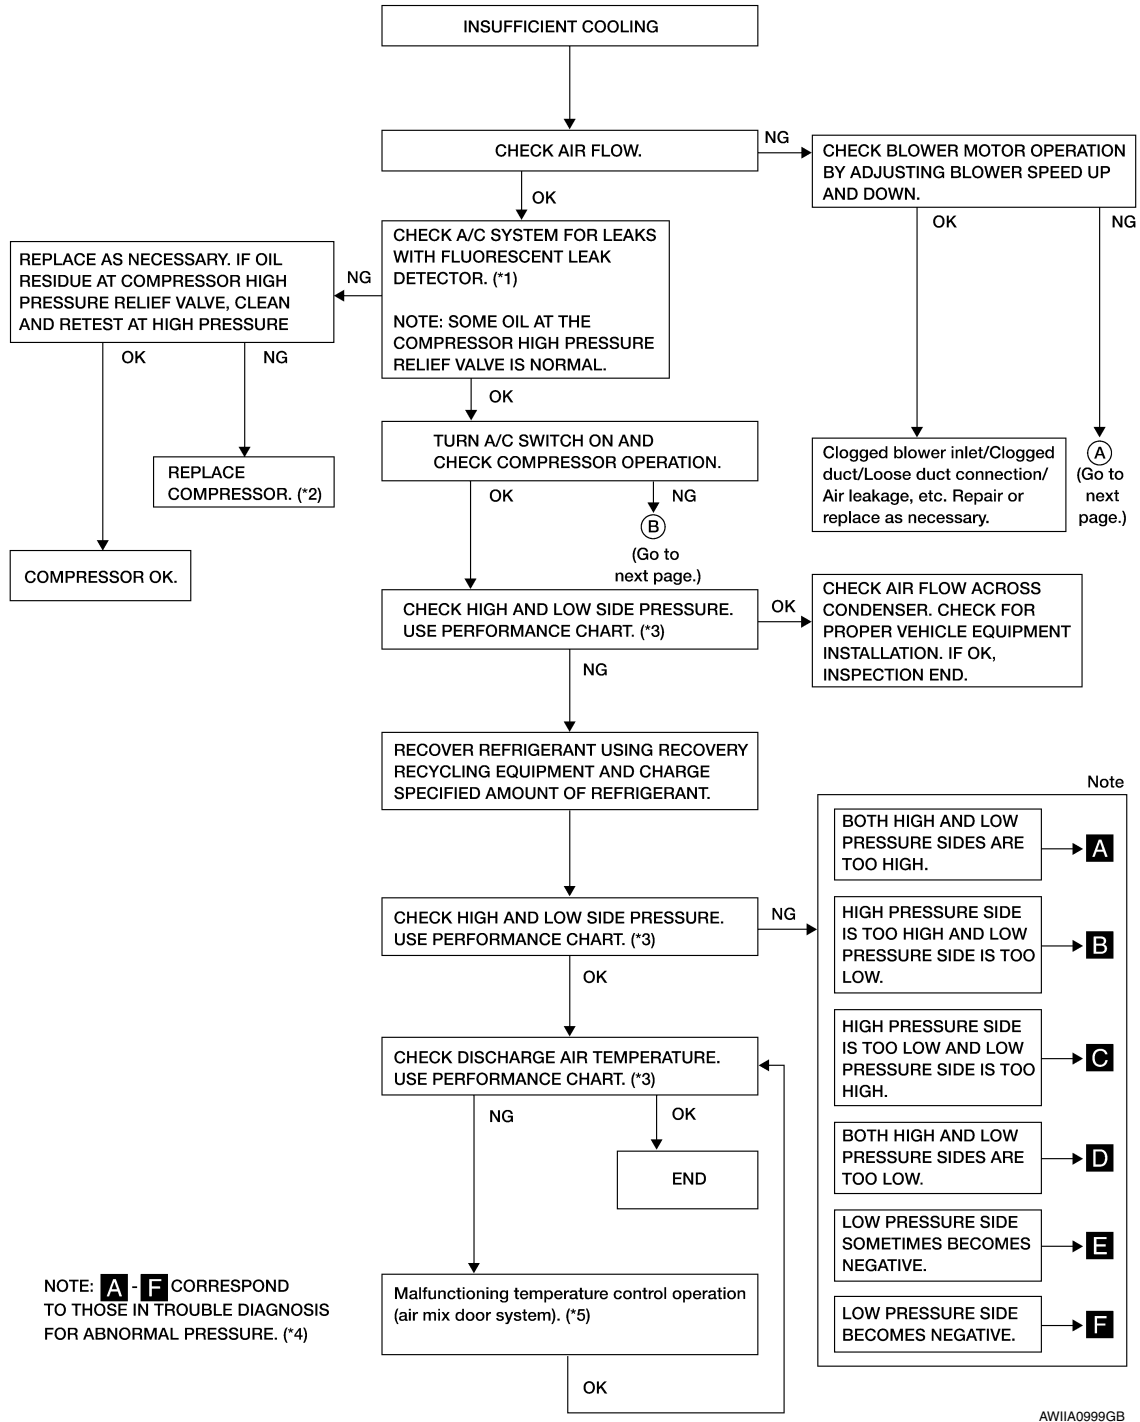 INSUFFICIENT COOLING
CHECK AIR FLOW.
NG
CHECK BLOWER MOTOR OPERATION
BY ADJUSTING BLOWER SPEED UP
AND DOWN.
OK
OK
NG
CHECK A/C SYSTEM FOR LEAKS
WITH FLUORESCENT LEAK
DETECTOR. (*1)
NOTE: SOME OIL AT THE
COMPRESSOR HIGH PRESSURE
RELIEF VALVE IS NORMAL.
NG
REPLACE AS NECESSARY. IF OIL
RESIDUE AT COMPRESSOR HIGH
PRESSURE RELIEF VALVE, CLEAN
AND RETEST AT HIGH PRESSURE
OK
NG
REPLACE
COMPRESSOR. (*2)
COMPRESSOR OK.
OK
TURN A/C SWITCH ON AND
CHECK COMPRESSOR OPERATION.
OK
NG
B
(Go to
next page.)
Clogged blower inlet/Clogged
duct/Loose duct connection/
Air leakage, etc. Repair or
replace as necessary.
A
(Go to
next
page.)
CHECK HIGH AND LOW SIDE PRESSURE.
USE PERFORMANCE CHART. (*3)
OK
CHECK AIR FLOW ACROSS
CONDENSER. CHECK FOR
PROPER VEHICLE EQUIPMENT
INSTALLATION. IF OK,
INSPECTION END.
NG
RECOVER REFRIGERANT USING RECOVERY
RECYCLING EQUIPMENT AND CHARGE
SPECIFIED AMOUNT OF REFRIGERANT.
CHECK HIGH AND LOW SIDE PRESSURE.
USE PERFORMANCE CHART. (*3)
NG
OK
Note
BOTH HIGH AND LOW
PRESSURE SIDES ARE
TOO HIGH.
A
HIGH PRESSURE SIDE
IS TOO HIGH AND LOW
PRESSURE SIDE IS TOO
LOW.
B
HIGH PRESSURE SIDE
IS TOO LOW AND LOW
PRESSURE SIDE IS TOO
HIGH.
C
BOTH HIGH AND LOW
PRESSURE SIDES ARE
TOO LOW.
D
LOW PRESSURE SIDE
SOMETIMES BECOMES
NEGATIVE.
E
LOW PRESSURE SIDE
BECOMES NEGATIVE.
F
CHECK DISCHARGE AIR TEMPERATURE.
USE PERFORMANCE CHART. (*3)
NG
OK
END
Malfunctioning temperature control operation
(air mix door system). (*5)
OK
NOTE: A - F CORRESPOND
TO THOSE IN TROUBLE DIAGNOSIS
FOR ABNORMAL PRESSURE. (*4)
AWIIA0999GB